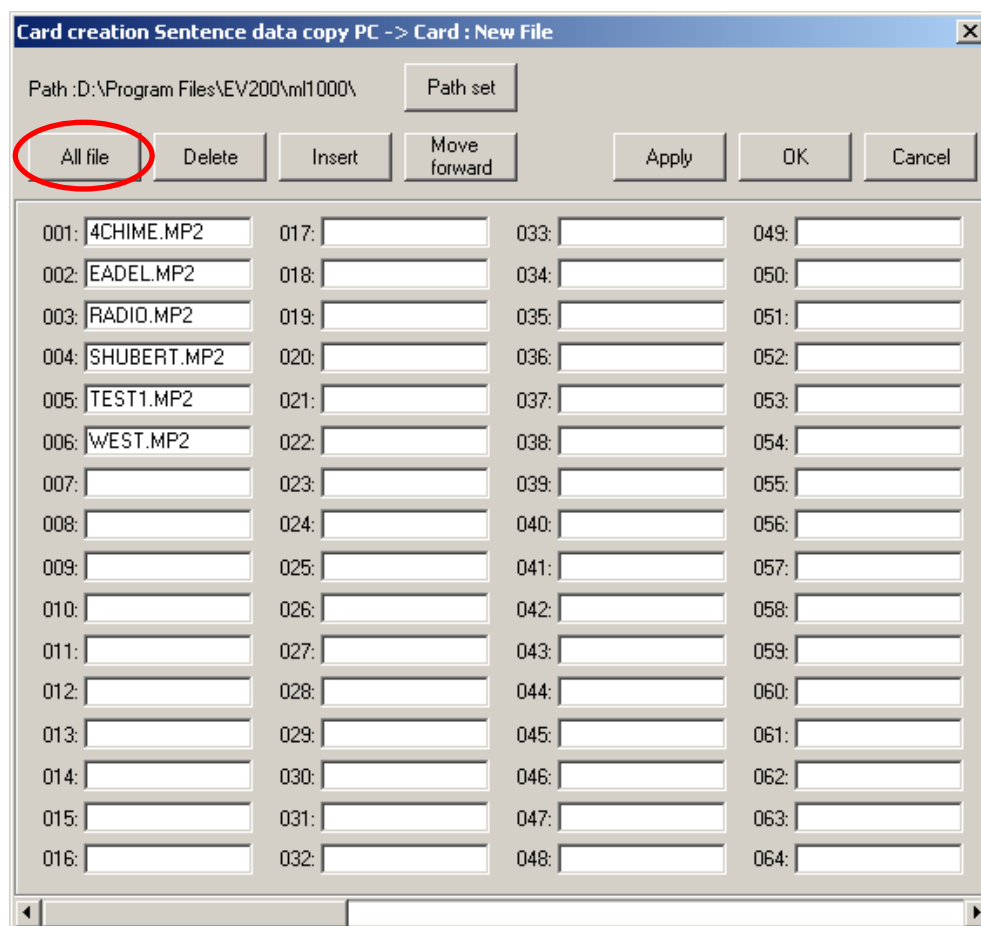 Card creation Sentence data copy PC -> Card : New File
Path :D:\Program Files\EV200\ml1000\ Path set
All file Delete Insert Move forward Apply OK Cancel
001: 4CHIME.MP2 017: 033: 049:
002: EADEL.MP2 018: 034: 050:
003: RADIO.MP2 019: 035: 051:
004: SHUBERT.MP2 020: 036: 052:
005: TEST1.MP2 021: 037: 053:
006: WEST.MP2 022: 038: 054:
007: 023: 039: 055:
008: 024: 040: 056:
009: 025: 041: 057:
010: 026: 042: 058:
011: 027: 043: 059:
012: 028: 044: 060:
013: 029: 045: 061:
014: 030: 046: 062:
015: 031: 047: 063:
016: 032: 048: 064: